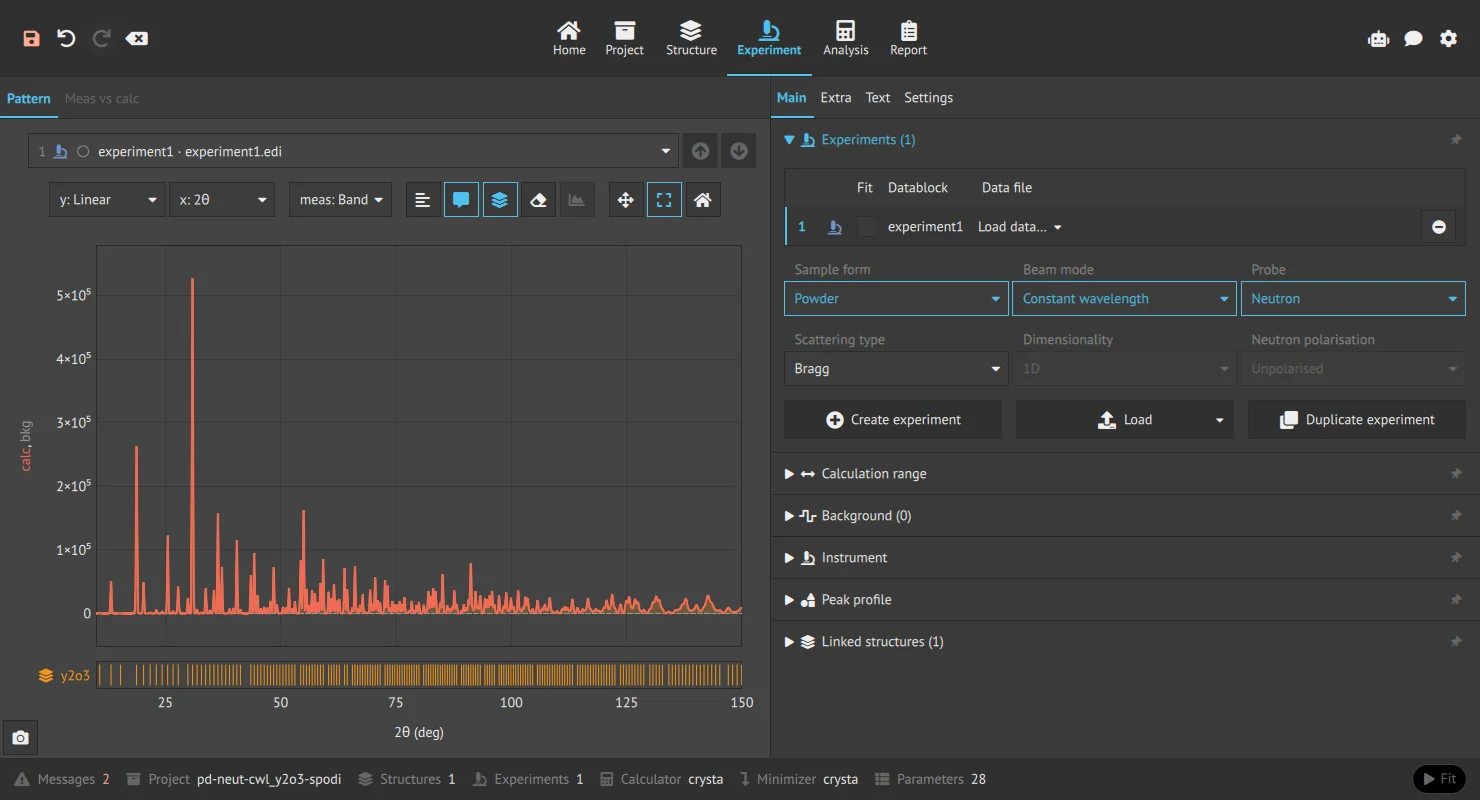 Home Project Structure Experiment Analysis Report
Pattern Meas vs calc
Main Extra Text Settings
1 experiment1 · experiment1.edi
y: Linear x: 2θ meas: Band
5×10⁵
4×10⁵
3×10⁵
2×10⁵
1×10⁵
0
calc, bkg
y2o3
25 50 75 100 125 150
2θ (deg)
Experiments (1)
Fit Datablock Data file
1 experiment1 Load data...
Sample form Beam mode Probe
Powder Constant wavelength Neutron
Scattering type Dimensionality Neutron polarisation
Bragg 1D Unpolarised
Create experiment Load Duplicate experiment
Calculation range
Background (0)
Instrument
Peak profile
Linked structures (1)
Messages 2 Project pd-neut-cwl_y2o3-spodi Structures 1 Experiments 1 Calculator crysta Minimizer crysta Parameters 28 Fit